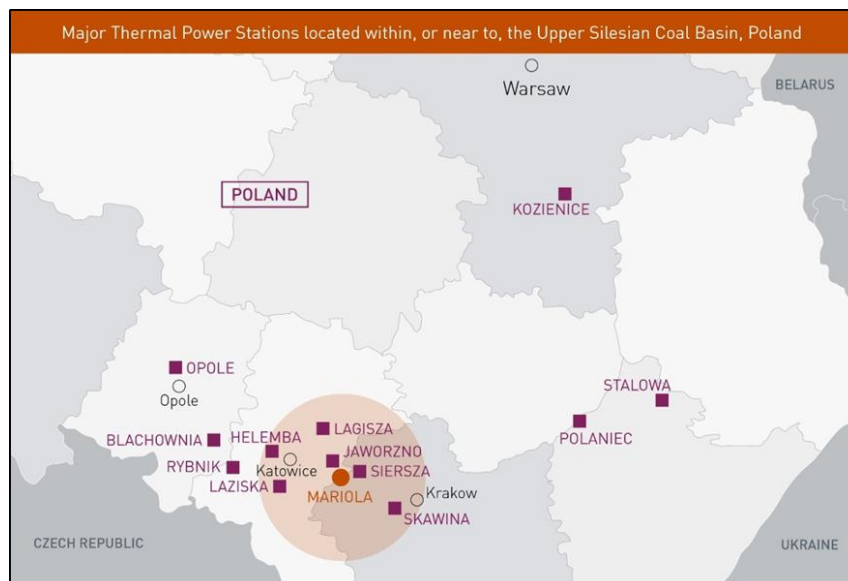 Major Thermal Power Stations located within, or near to, the Upper Silesian Coal Basin, Poland
Warsaw
BELARUS
POLAND
KOZIENICE
OPOLE
Opole
STALOWA
POLANIEC
LAGISZA
HELEMBA
BLACHOWNIA
JAWORZNO
Katowice
RYBNIK
SIERSZA
LAZISKA
MARIOLA
Krakow
SKAWINA
CZECH REPUBLIC
UKRAINE